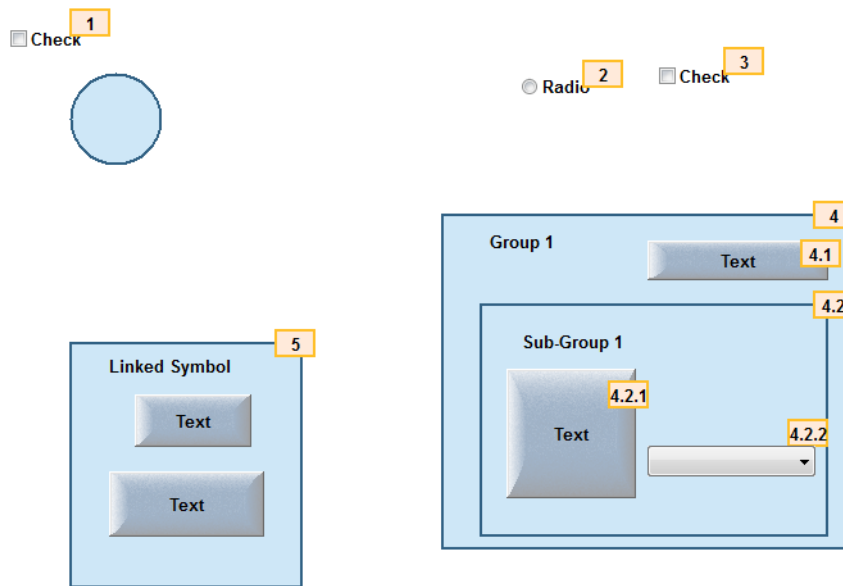 1
Check
2
Radio
3
Check
4
Group 1
Text
4.1
4.2
Sub-Group 1
4.2.1
Text
4.2.2
5
Linked Symbol
Text
Text